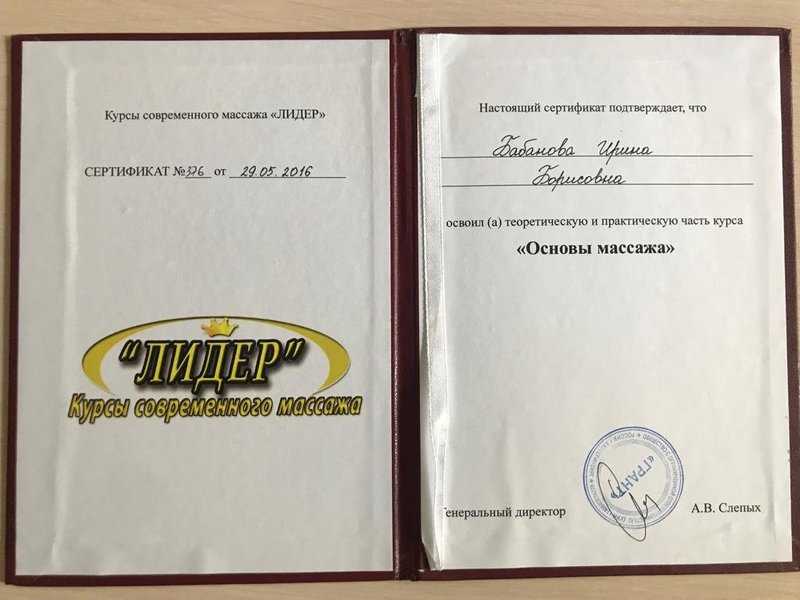 Курсы современного массажа «ЛИДЕР»
СЕРТИФИКАТ №376 от 29.05.2016
"ЛИДЕР"
Курсы современного массажа
Настоящий сертификат подтверждает, что
Бабанова Ирина
Борисовна
освоил (а) теоретическую и практическую часть курса
«Основы массажа»
«ГРАНТ»
Генеральный директор
А.В. Слепых